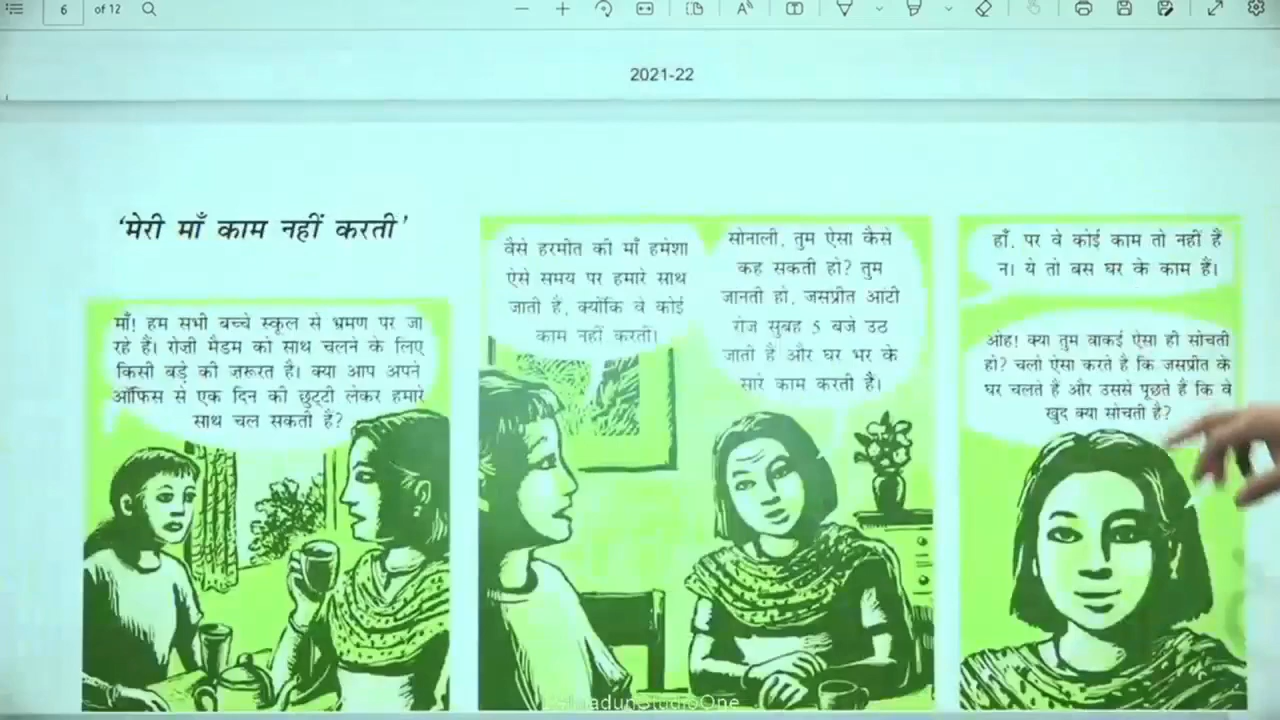 6 of 12
2021-22
‘मेरी माँ काम नहीं करती’
माँ! हम सभी बच्चे स्कूल से भ्रमण पर जा
रहे हैं। रोज़ी मैडम को साथ चलने के लिए
किसी बड़े की ज़रूरत है। क्या आप अपने
ऑफिस से एक दिन की छुट्टी लेकर हमारे
साथ चल सकती हैं?
वैसे हरमीत की माँ हमेशा
ऐसे समय पर हमारे साथ
जाती हैं, क्योंकि वे कोई
काम नहीं करतीं।
सोनाली, तुम ऐसा कैसे
कह सकती हो? तुम
जानती हो, जसप्रीत आंटी
रोज सुबह 5 बजे उठ
जाती हैं और घर भर के
सारे काम करती हैं।
हाँ, पर वे कोई काम तो नहीं हैं
न। ये तो बस घर के काम हैं।
ओह! क्या तुम वाकई ऐसा ही सोचती
हो? चलो ऐसा करते हैं कि जसप्रीत के
घर चलते हैं और उससे पूछते हैं कि वे
खुद क्या सोचती हैं?
StudioOne